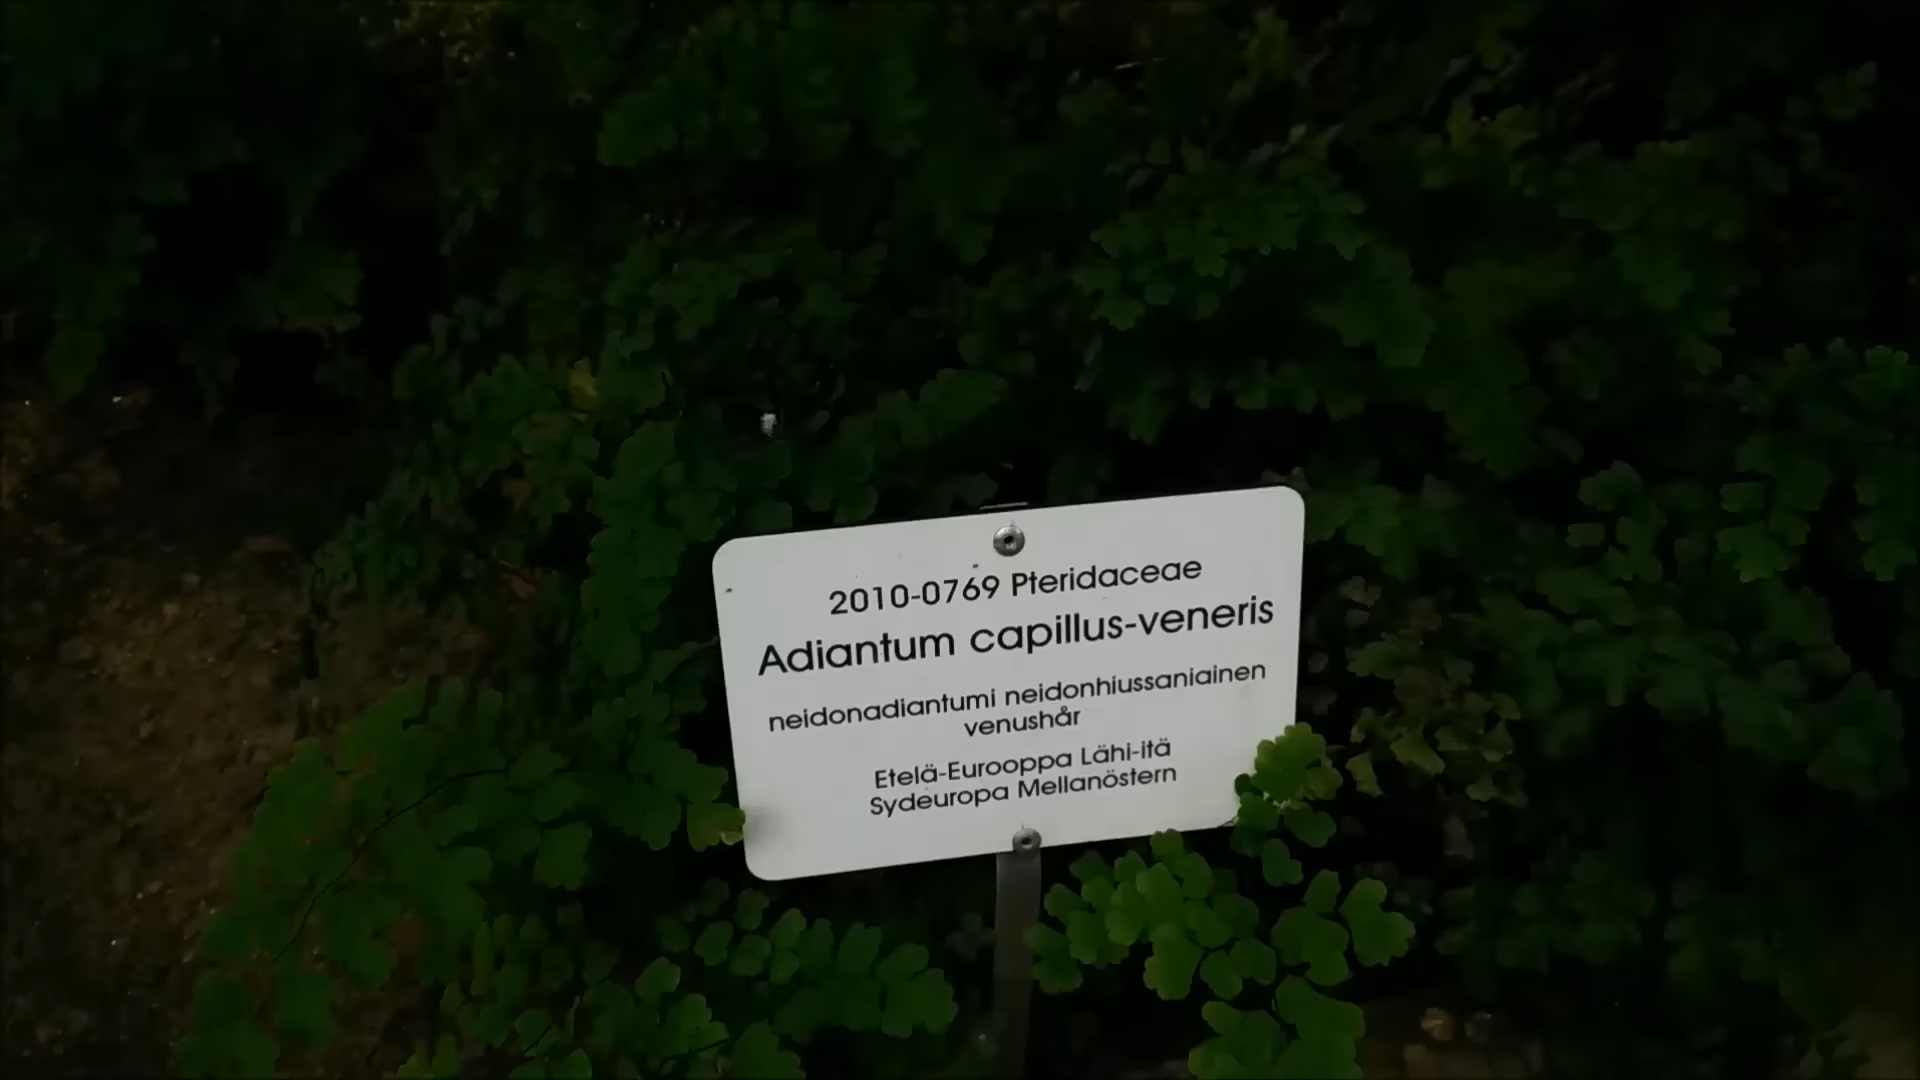 2010-0769 Pteridaceae
Adiantum capillus-veneris
neidonadiantumi neidonhiussaniainen
venushår
Etelä-Eurooppa Lähi-itä
Sydeuropa Mellanöstern